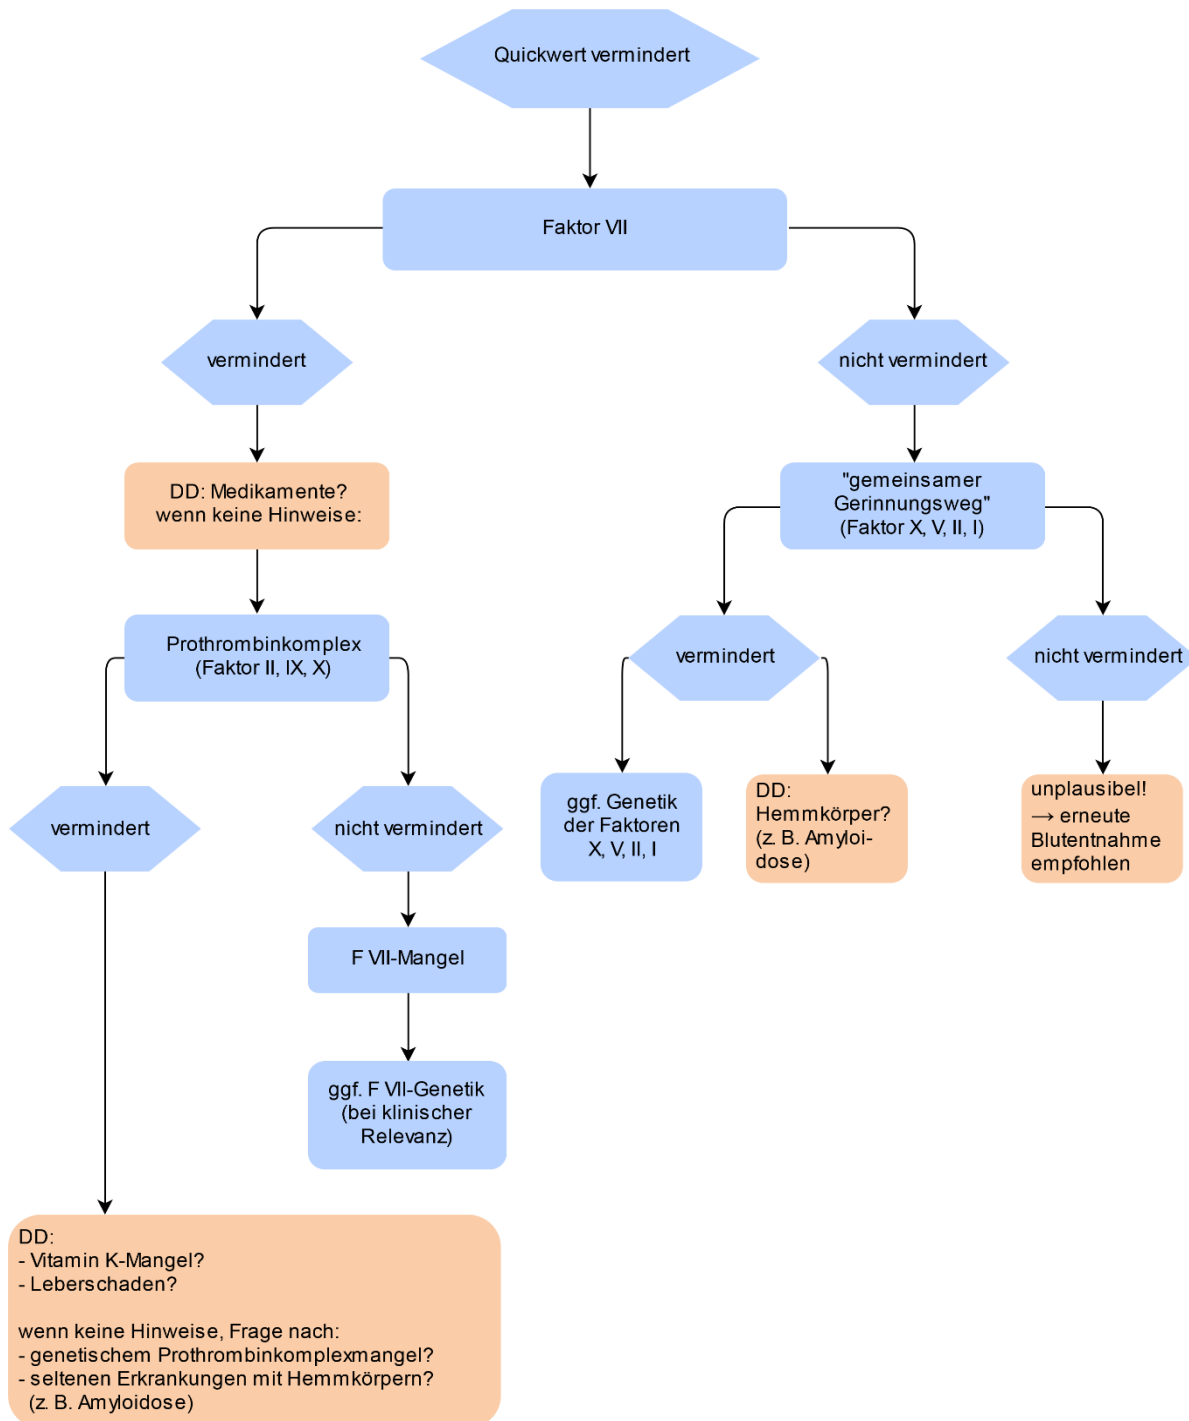 Quickwert vermindert
Faktor VII
vermindert
nicht vermindert
DD: Medikamente?
wenn keine Hinweise:
"gemeinsamer
Gerinnungsweg"
(Faktor X, V, II, I)
Prothrombinkomplex
(Faktor II, IX, X)
vermindert
nicht vermindert
vermindert
nicht vermindert
ggf. Genetik
der Faktoren
X, V, II, I
DD:
Hemmkörper?
(z. B. Amyloi-
dose)
unplausibel!
→ erneute
Blutentnahme
empfohlen
F VII-Mangel
ggf. F VII-Genetik
(bei klinischer
Relevanz)
DD:
- Vitamin K-Mangel?
- Leberschaden?
wenn keine Hinweise, Frage nach:
- genetischem Prothrombinkomplexmangel?
- seltenen Erkrankungen mit Hemmkörpern?
(z. B. Amyloidose)